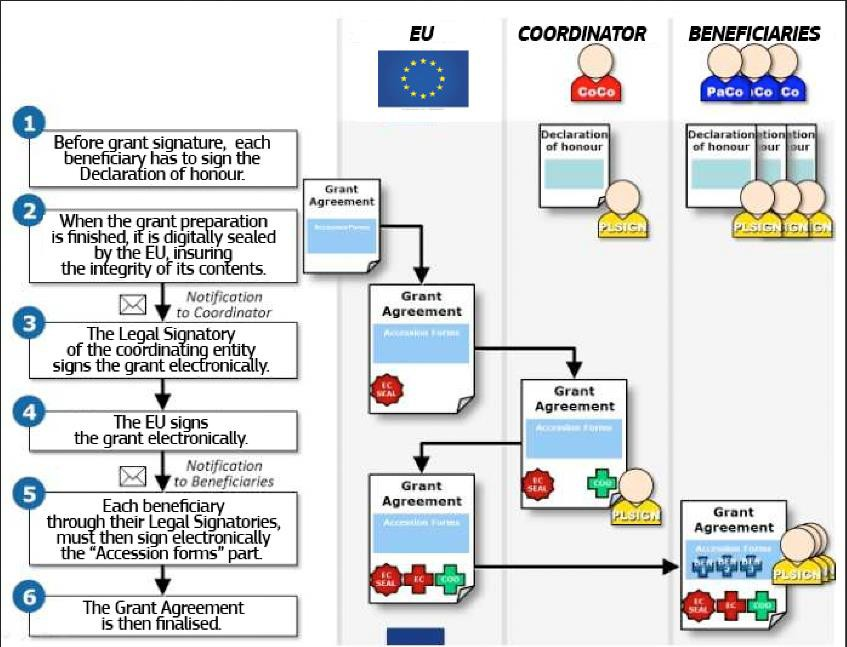 EU
COORDINATOR
BENEFICIARIES
CoCo
PaCo
Co
Co
1
Before grant signature, each
beneficiary has to sign the
Declaration of honour.
Declaration
of honour
PLSIGN
Declaration
of honour
PLSIGN
2
When the grant preparation
is finished, it is digitally sealed
by the EU, insuring
the integrity of its contents.
Grant
Agreement
Accession Forms
Notification
to Coordinator
Grant
Agreement
Accession Forms
EC
SEAL
3
The Legal Signatory
of the coordinating entity
signs the grant electronically.
Grant
Agreement
Accession Forms
EC
SEAL
COO
PLSIGN
4
The EU signs
the grant electronically.
Notification
to Beneficiaries
Grant
Agreement
Accession Forms
EC
SEAL
EC
COO
5
Each beneficiary
through their Legal Signatories,
must then sign electronically
the “Accession forms” part.
Grant
Agreement
Accession Forms
BEN
BEN
BEN
PLSIGN
EC
SEAL
EC
COO
6
The Grant Agreement
is then finalised.